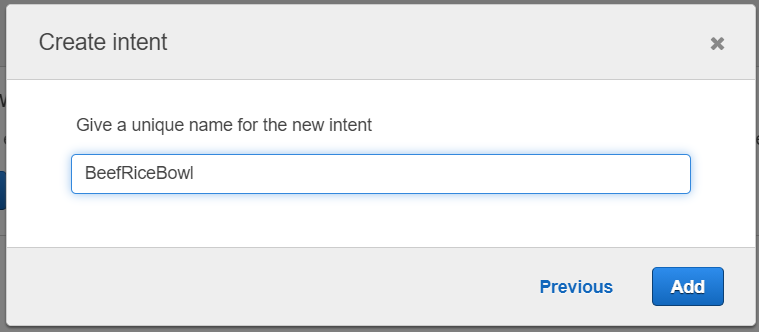 Create intent
Give a unique name for the new intent
BeefRiceBowl
Previous
Add